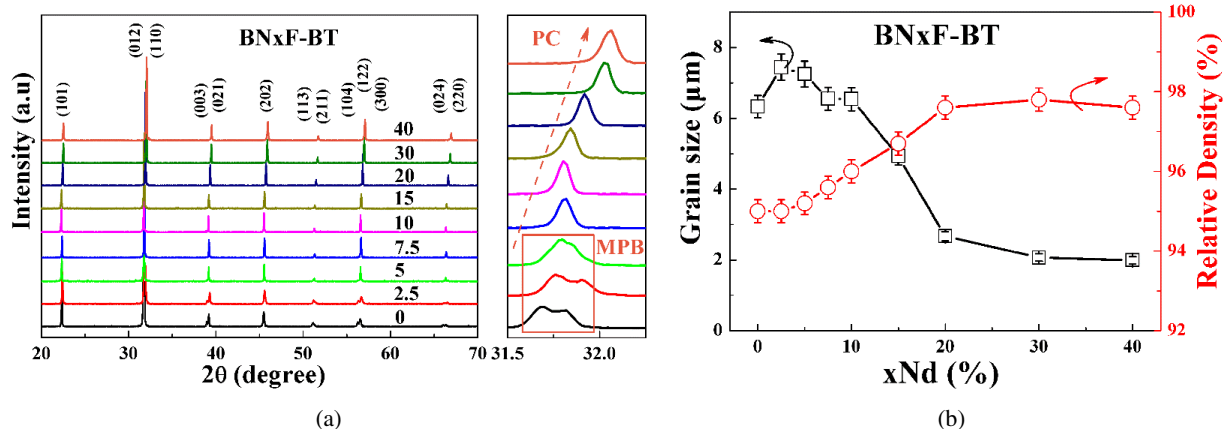 BNxF-BT
(101)
(012)
(110)
(003)
(021)
(202)
(113)
(211)
(104)
(122)
(300)
(024)
(220)
40
30
20
15
10
7.5
5
2.5
0
Intensity (a.u)
20 30 40 50 60 70
2θ (degree)
PC
MPB
31.5 32.0
(a)
BNxF-BT
Grain size (μm)
8
6
4
2
0
Relative Density (%)
100
98
96
95
94
92
0 10 20 30 40
xNd (%)
(b)